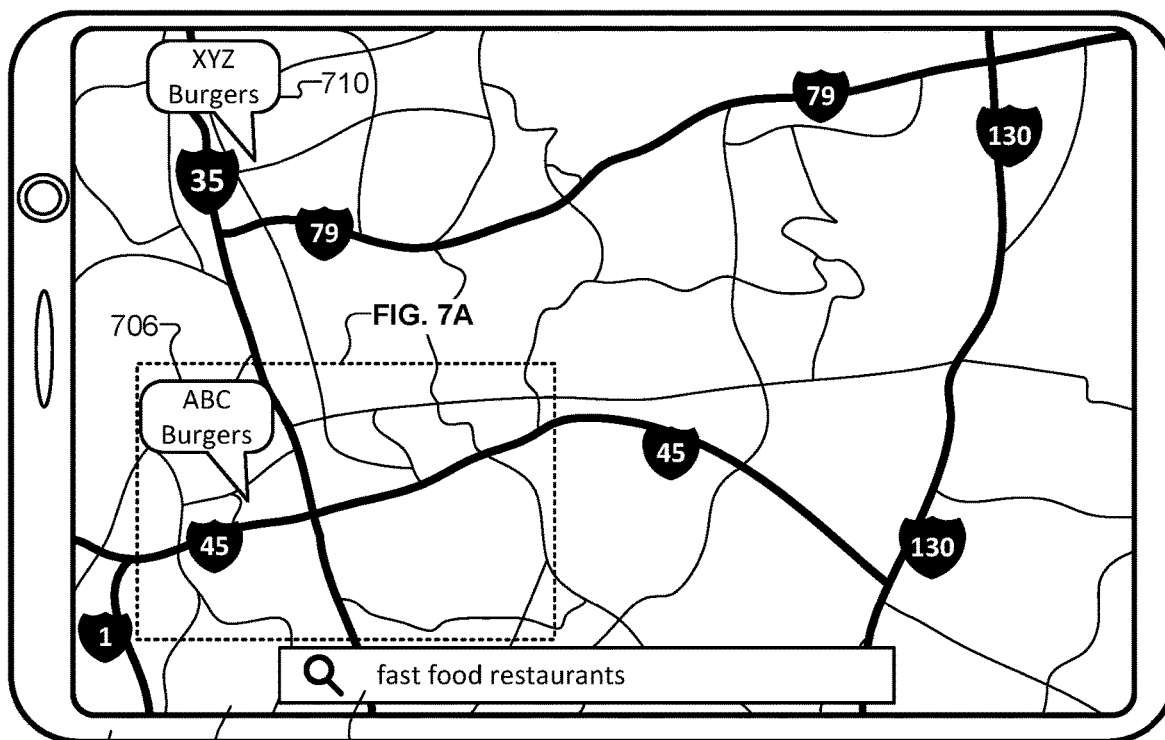 XYZ
Burgers
710
79
130
35
79
706
FIG. 7A
ABC
Burgers
45
45
130
1
fast food restaurants